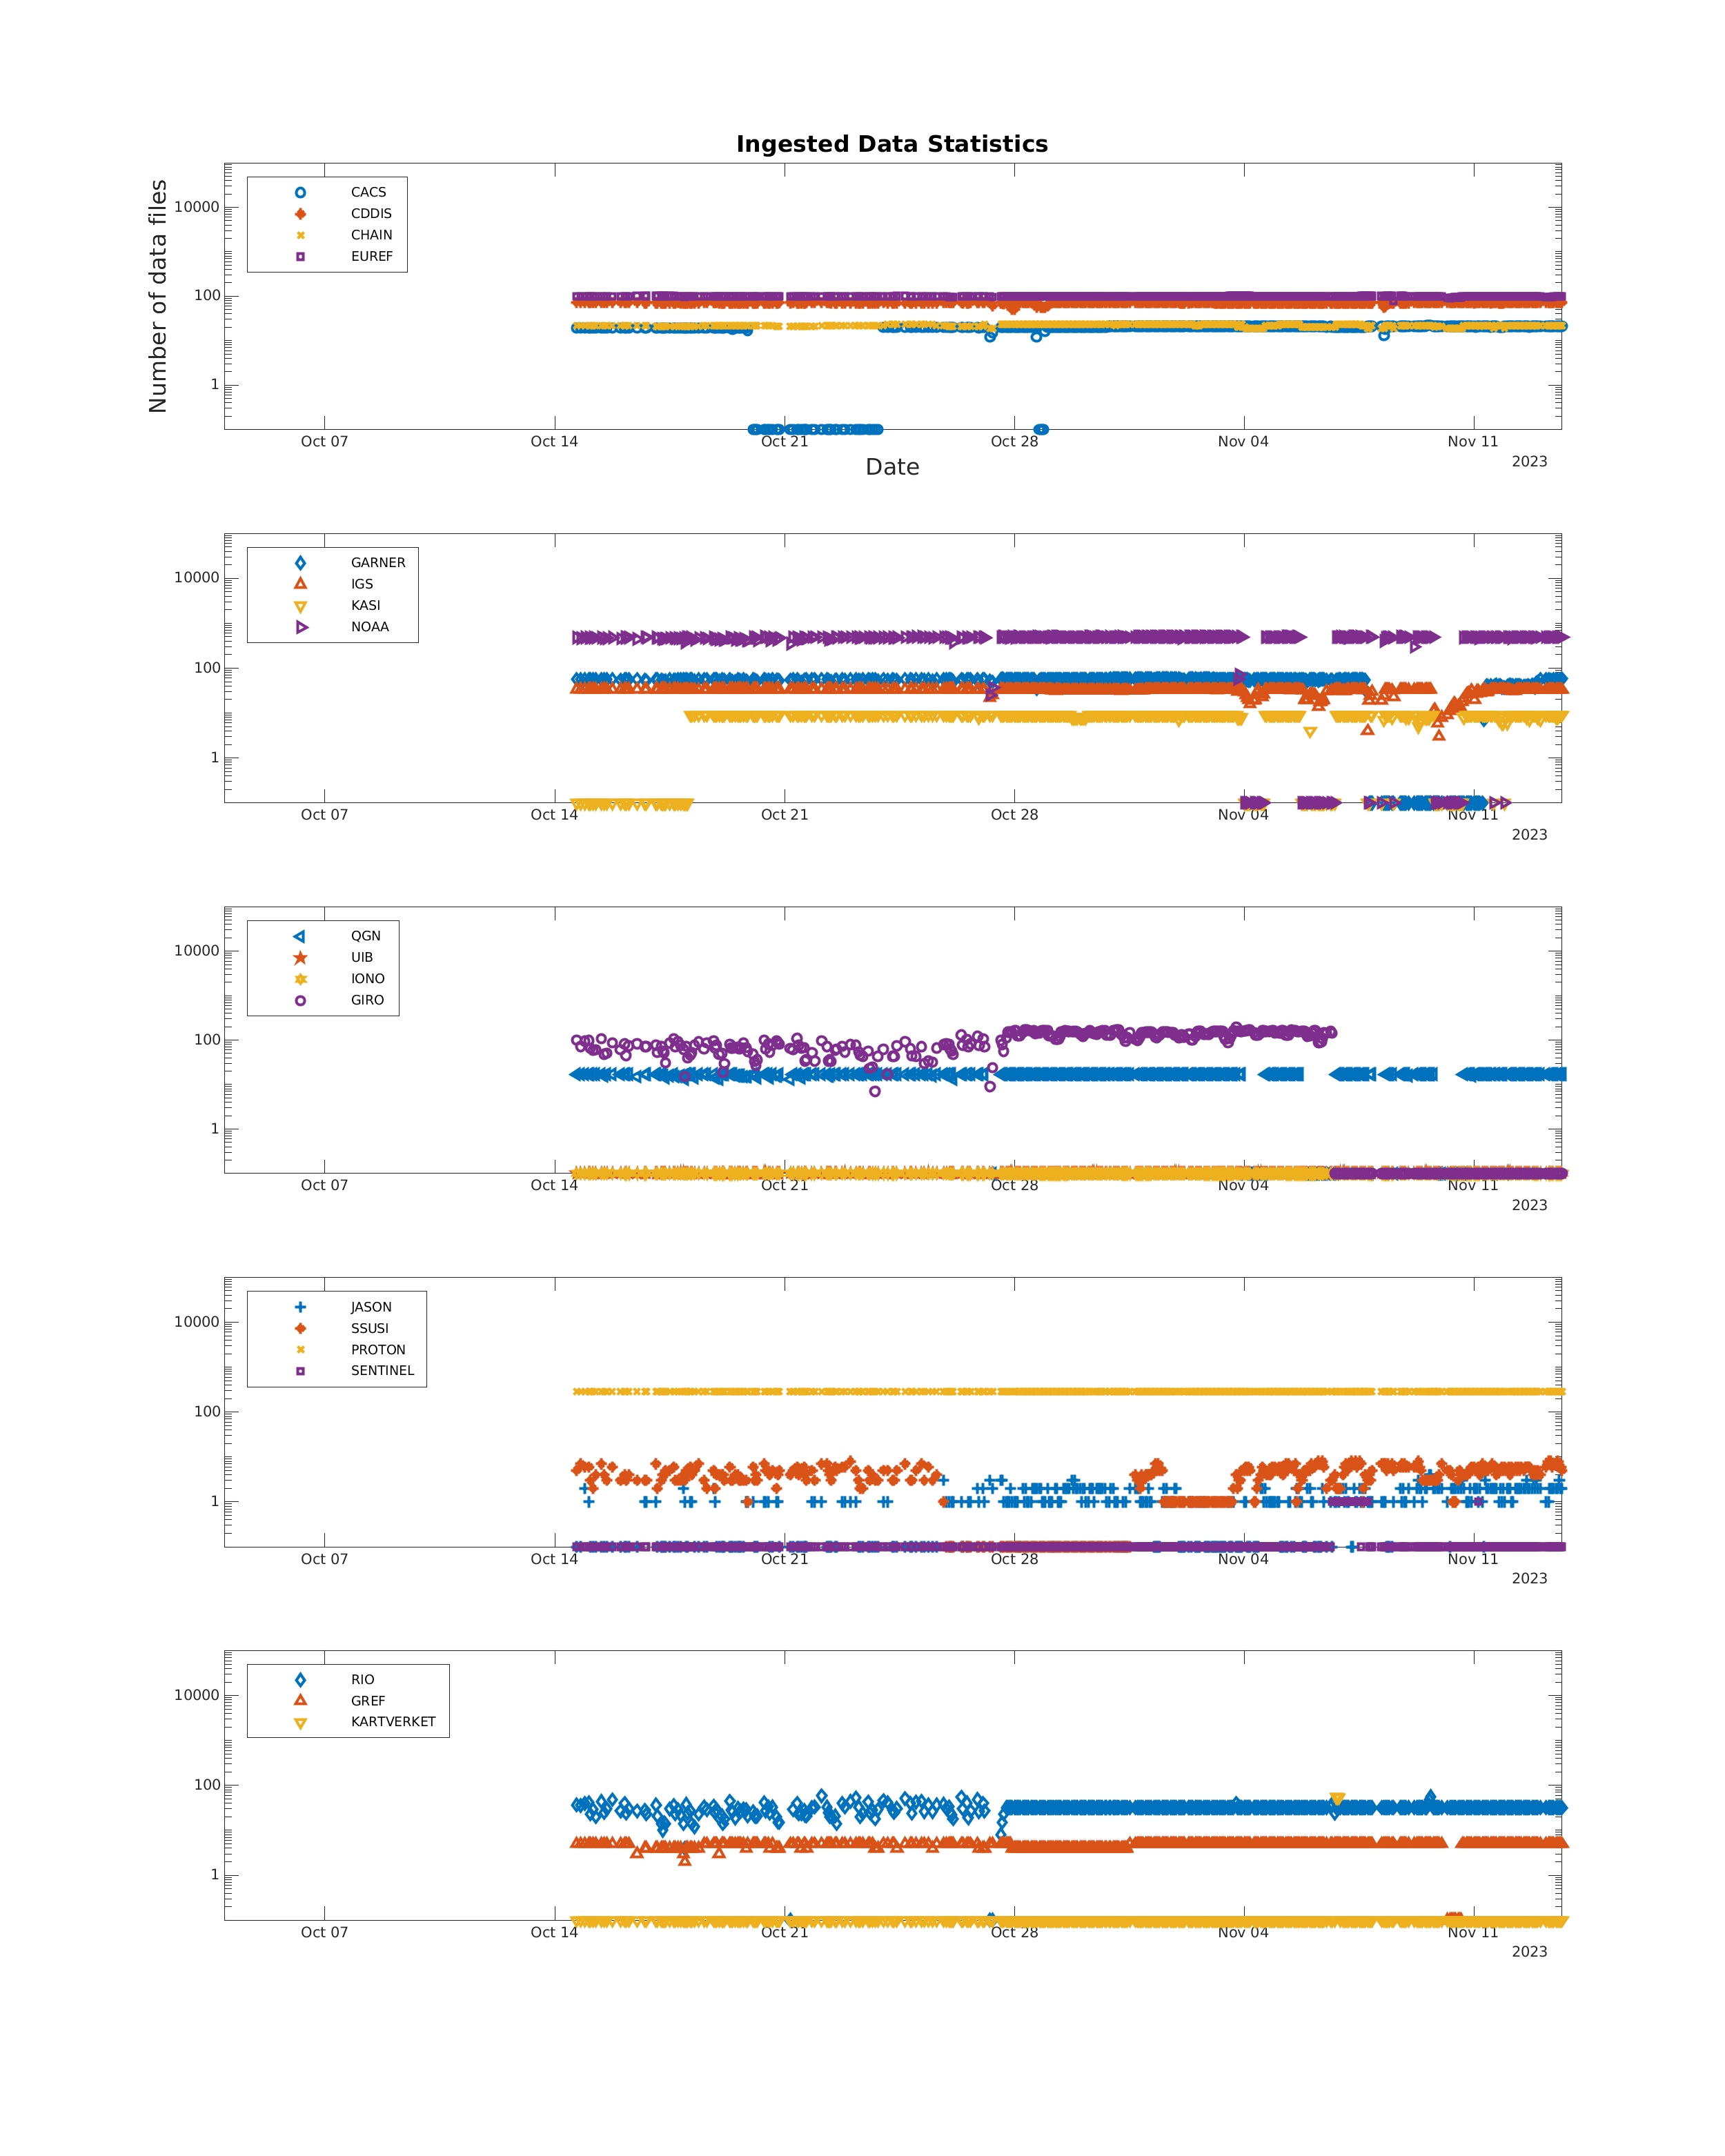 Ingested Data Statistics
Number of data files
10000
100
1
CACS
CDDIS
CHAIN
EUREF
Oct 07 Oct 14 Oct 21 Oct 28 Nov 04 Nov 11
2023
Date
10000
100
1
GARNER
IGS
KASI
NOAA
Oct 07 Oct 14 Oct 21 Oct 28 Nov 04 Nov 11
2023
10000
100
1
QGN
UIB
IONO
GIRO
Oct 07 Oct 14 Oct 21 Oct 28 Nov 04 Nov 11
2023
10000
100
1
JASON
SSUSI
PROTON
SENTINEL
Oct 07 Oct 14 Oct 21 Oct 28 Nov 04 Nov 11
2023
10000
100
1
RIO
GREF
KARTVERKET
Oct 07 Oct 14 Oct 21 Oct 28 Nov 04 Nov 11
2023